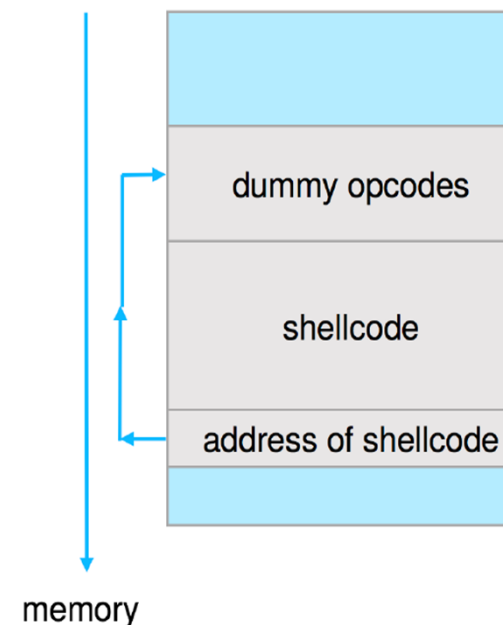 dummy opcodes
shellcode
address of shellcode
memory